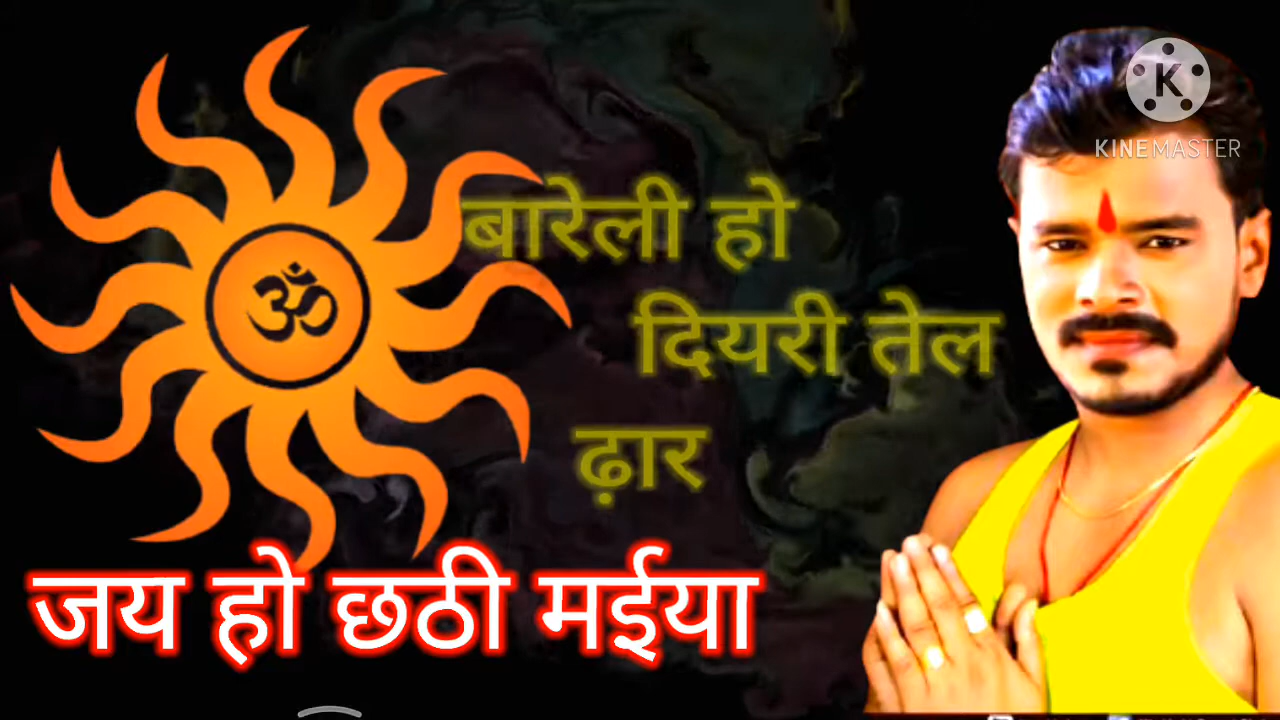 K
KINEMASTER
ॐ
बारेली हो
दियरी तेल
ढ़ार
जय हो छठी मईया